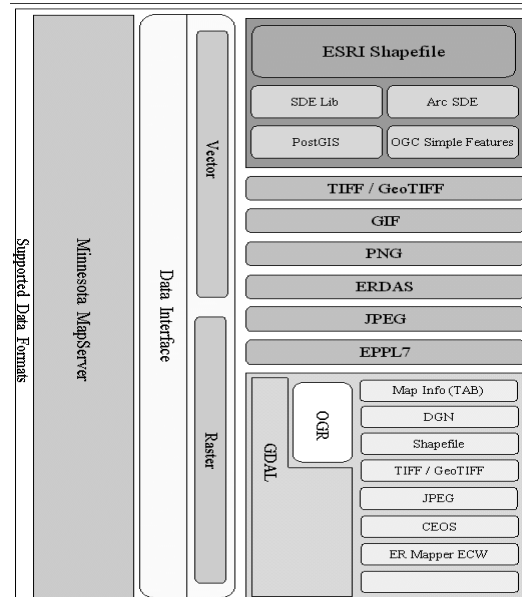 Supported Data Formats
Minnesota MapServer
Data Interface
Vector
Raster
ESRI Shapefile
SDE Lib
Arc SDE
PostGIS
OGC Simple Features
TIFF / GeoTIFF
GIF
PNG
ERDAS
JPEG
EPPL7
GDAL
OGR
Map Info (TAB)
DGN
Shapefile
TIFF / GeoTIFF
JPEG
CEOS
ER Mapper ECW